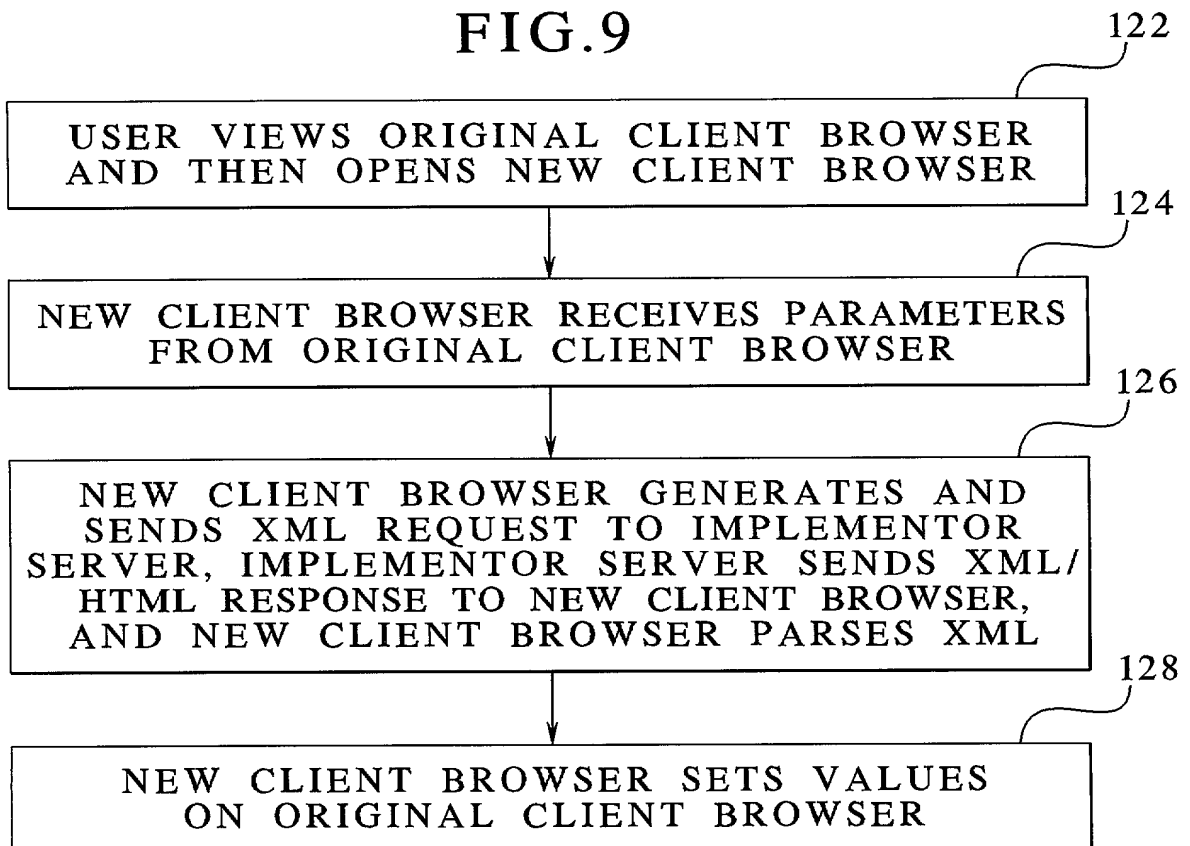 FIG.9
122
USER VIEWS ORIGINAL CLIENT BROWSER
AND THEN OPENS NEW CLIENT BROWSER
124
NEW CLIENT BROWSER RECEIVES PARAMETERS
FROM ORIGINAL CLIENT BROWSER
126
NEW CLIENT BROWSER GENERATES AND
SENDS XML REQUEST TO IMPLEMENTOR
SERVER, IMPLEMENTOR SERVER SENDS XML/
HTML RESPONSE TO NEW CLIENT BROWSER,
AND NEW CLIENT BROWSER PARSES XML
128
NEW CLIENT BROWSER SETS VALUES
ON ORIGINAL CLIENT BROWSER